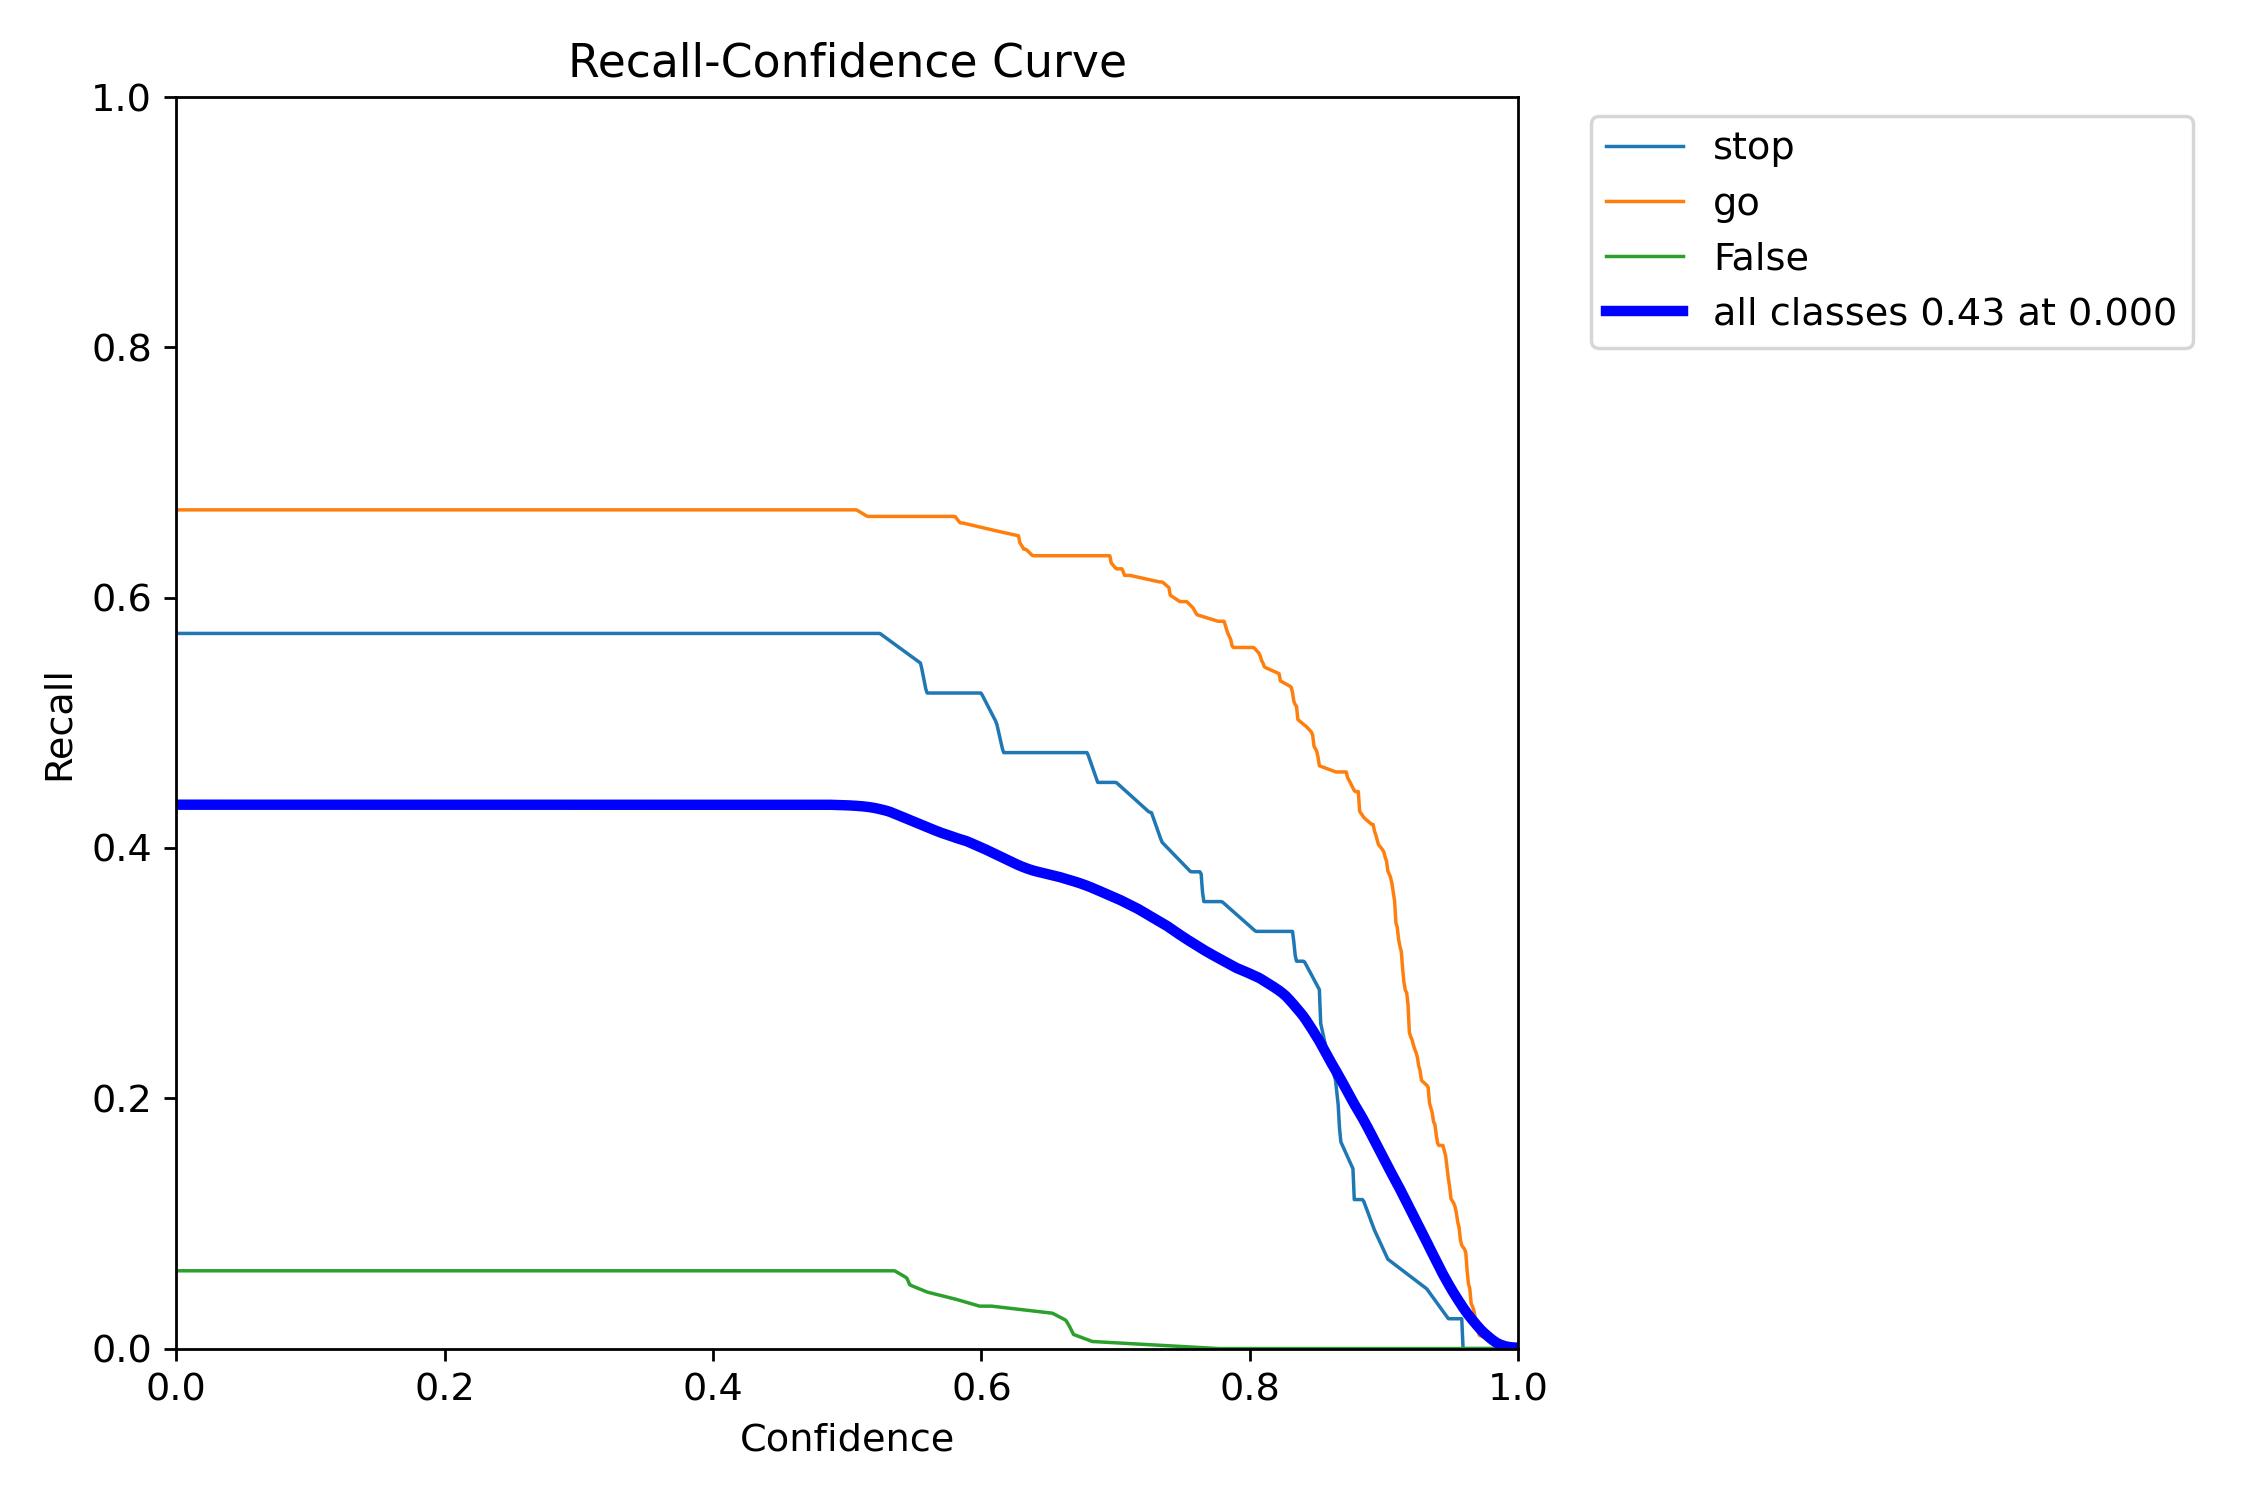 Recall-Confidence Curve
1.0
0.8
0.6
0.4
0.2
0.0
Recall
0.0 0.2 0.4 0.6 0.8 1.0
Confidence
stop
go
False
all classes 0.43 at 0.000